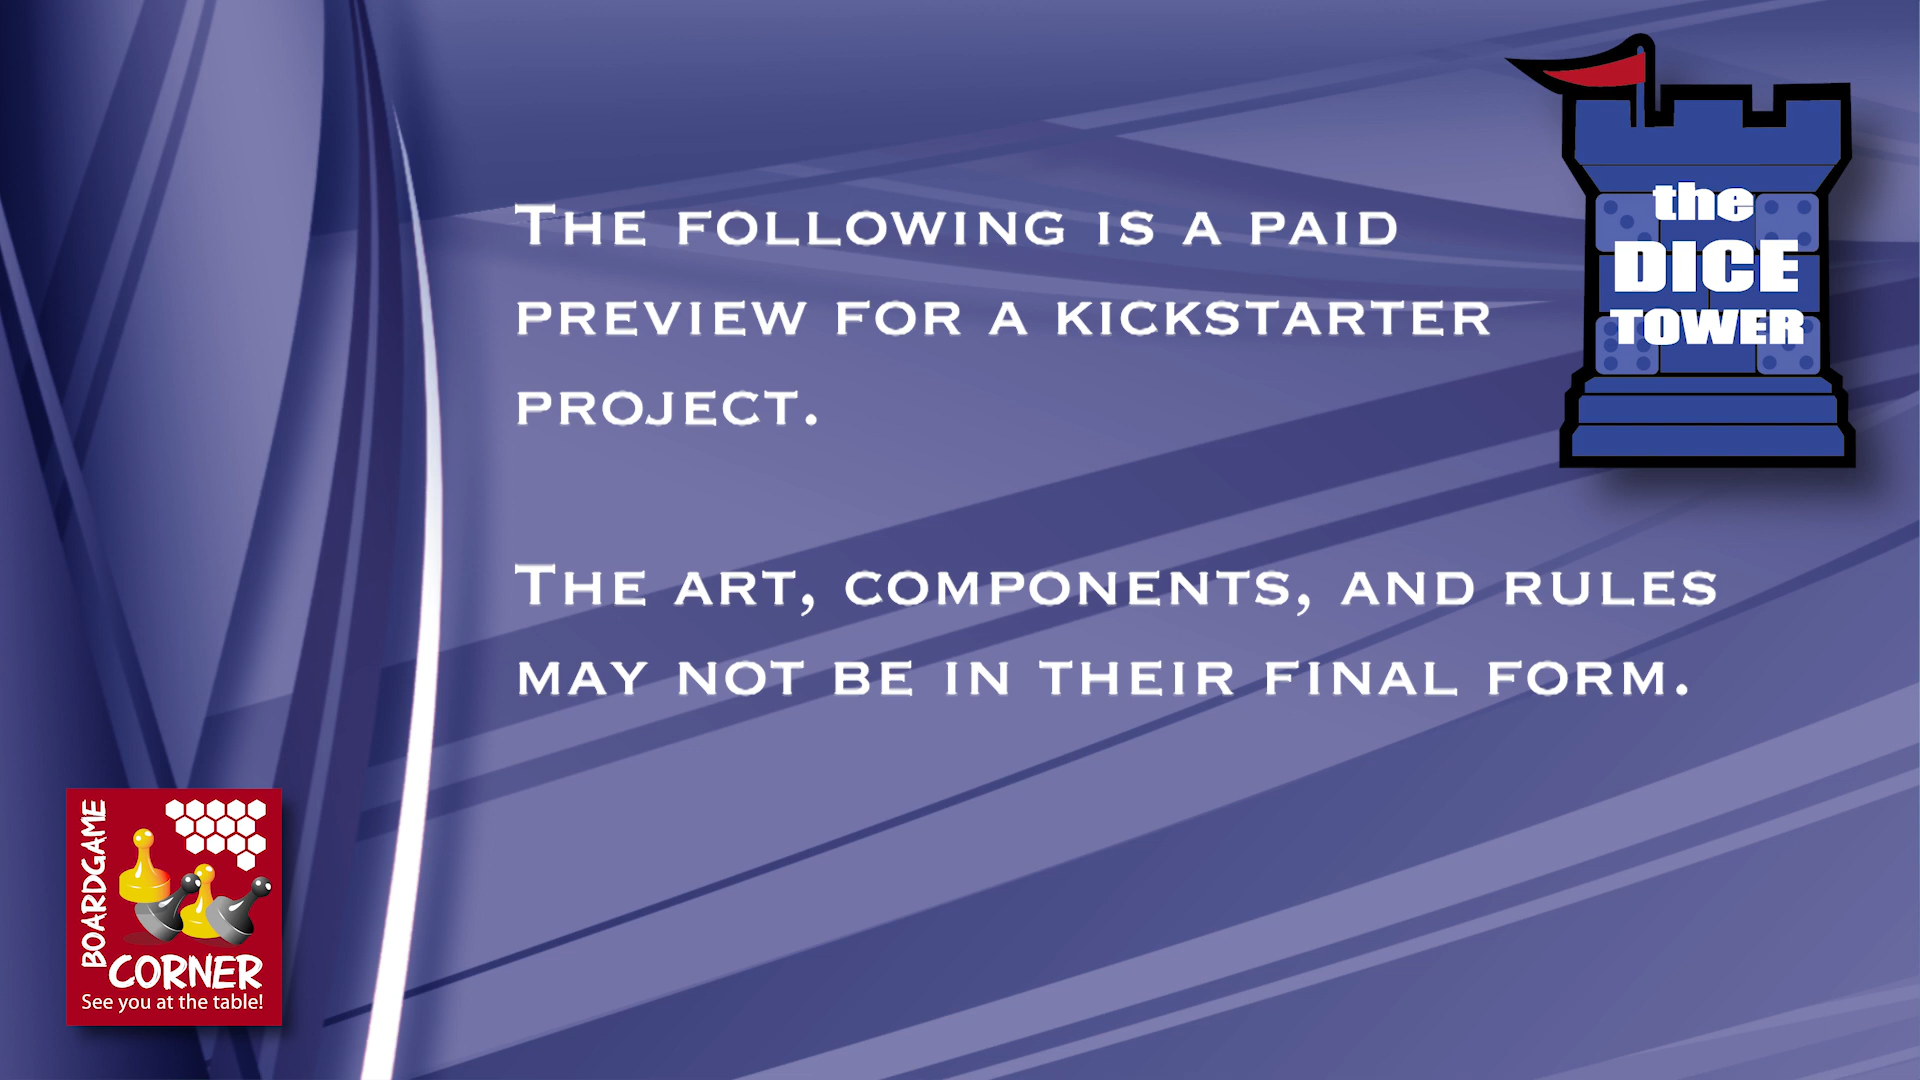 The following is a paid
preview for a kickstarter
project.
The art, components, and rules
may not be in their final form.
the
DICE
TOWER
BOARDGAME
CORNER
See you at the table!